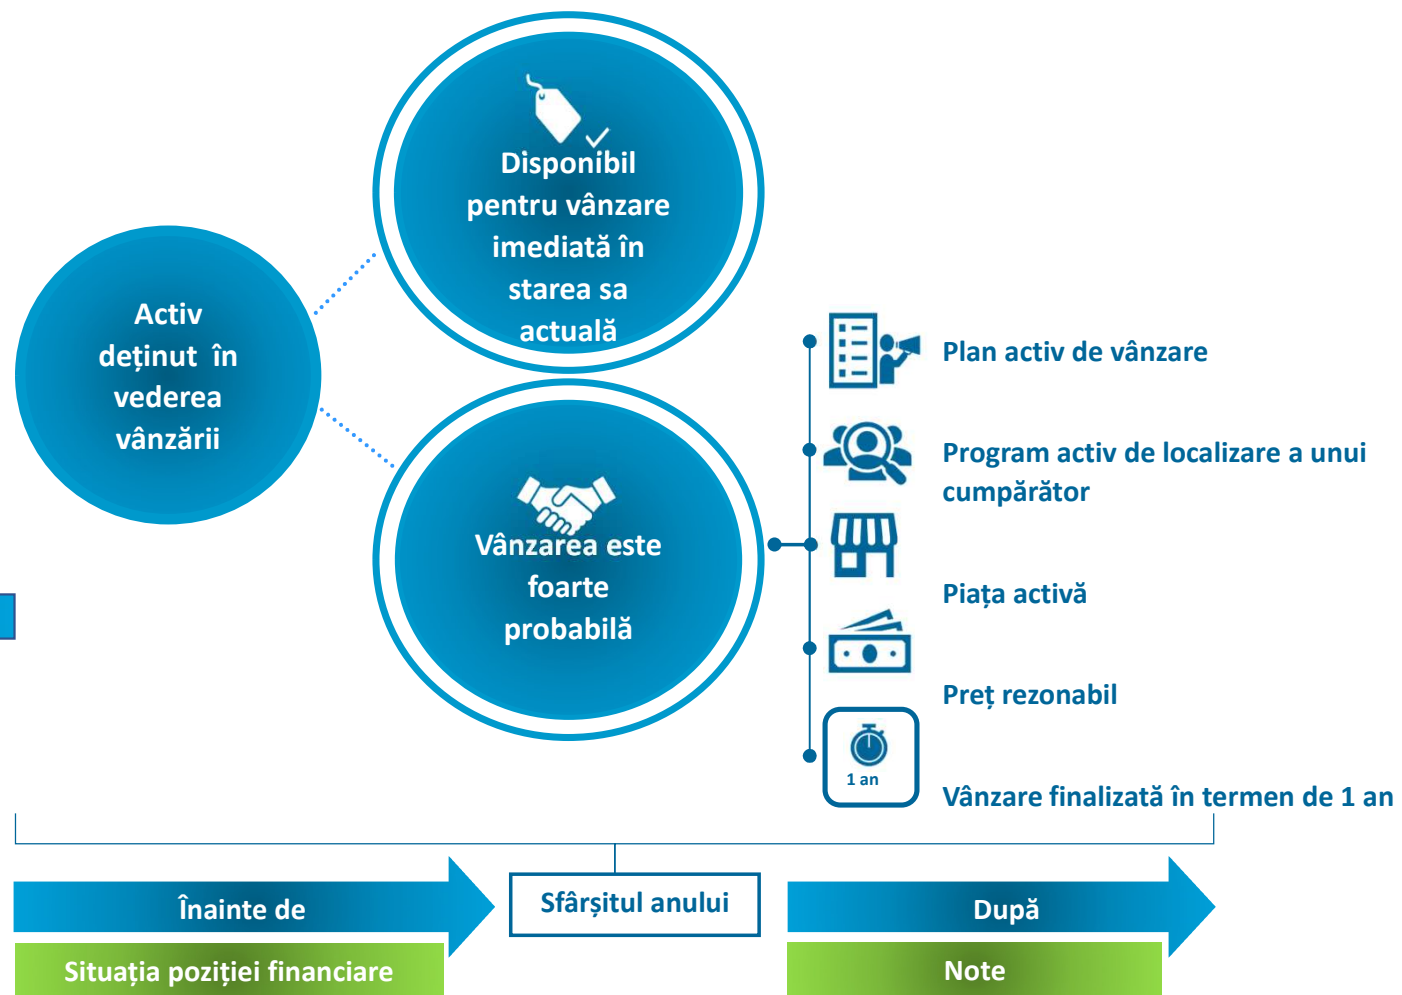 Disponibil
pentru vânzare
imediată în
starea sa
actuală
Activ
deținut în
vederea
vânzării
Vânzarea este
foarte
probabilă
Plan activ de vânzare
Program activ de localizare a unui
cumpărător
Piața activă
Preț rezonabil
1 an
Vânzare finalizată în termen de 1 an
Înainte de
Sfârșitul anului
După
Situația poziției financiare
Note